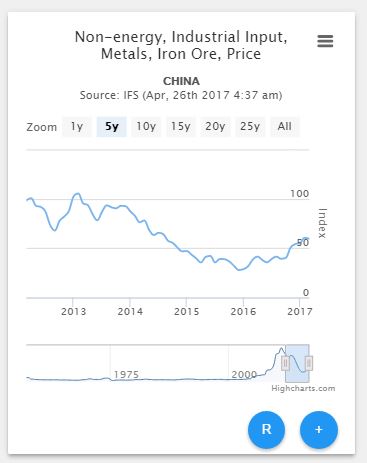 Non-energy, Industrial Input,
Metals, Iron Ore, Price
CHINA
Source: IFS (Apr, 26th 2017 4:37 am)
Zoom 1y 5y 10y 15y 20y 25y All
100
50
0
Index
2013 2014 2015 2016 2017
1975 2000
Highcharts.com
R +